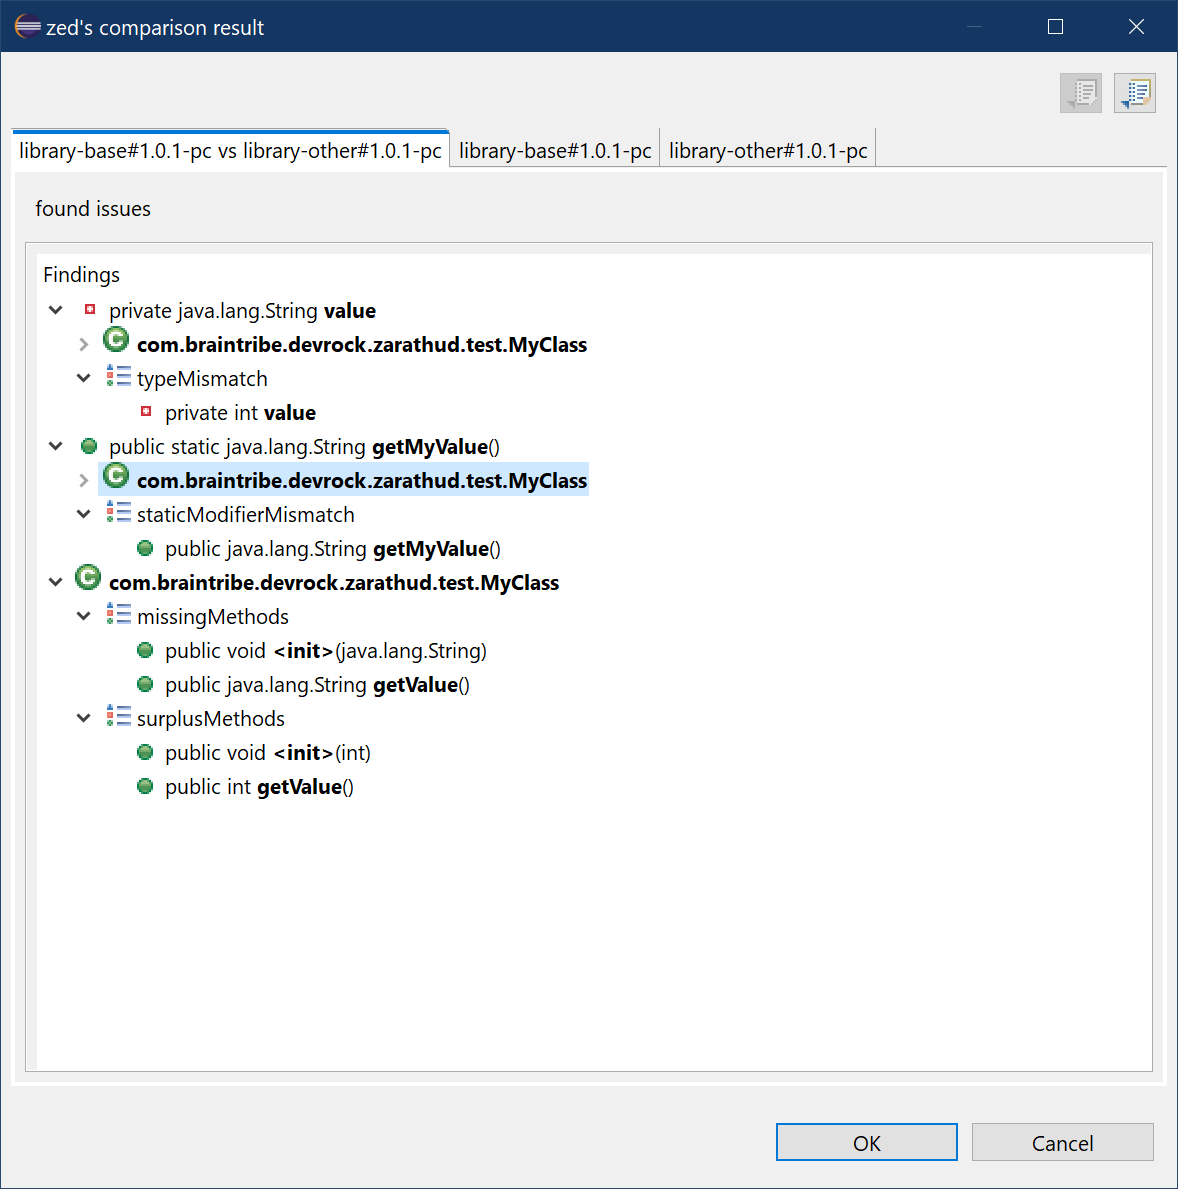 zed's comparison result
library-base#1.0.1-pc vs library-other#1.0.1-pc library-base#1.0.1-pc library-other#1.0.1-pc
found issues
Findings
private java.lang.String value
com.braintribe.devrock.zarathud.test.MyClass
typeMismatch
private int value
public static java.lang.String getMyValue()
com.braintribe.devrock.zarathud.test.MyClass
staticModifierMismatch
public java.lang.String getMyValue()
com.braintribe.devrock.zarathud.test.MyClass
missingMethods
public void <init>(java.lang.String)
public java.lang.String getValue()
surplusMethods
public void <init>(int)
public int getValue()
OK Cancel